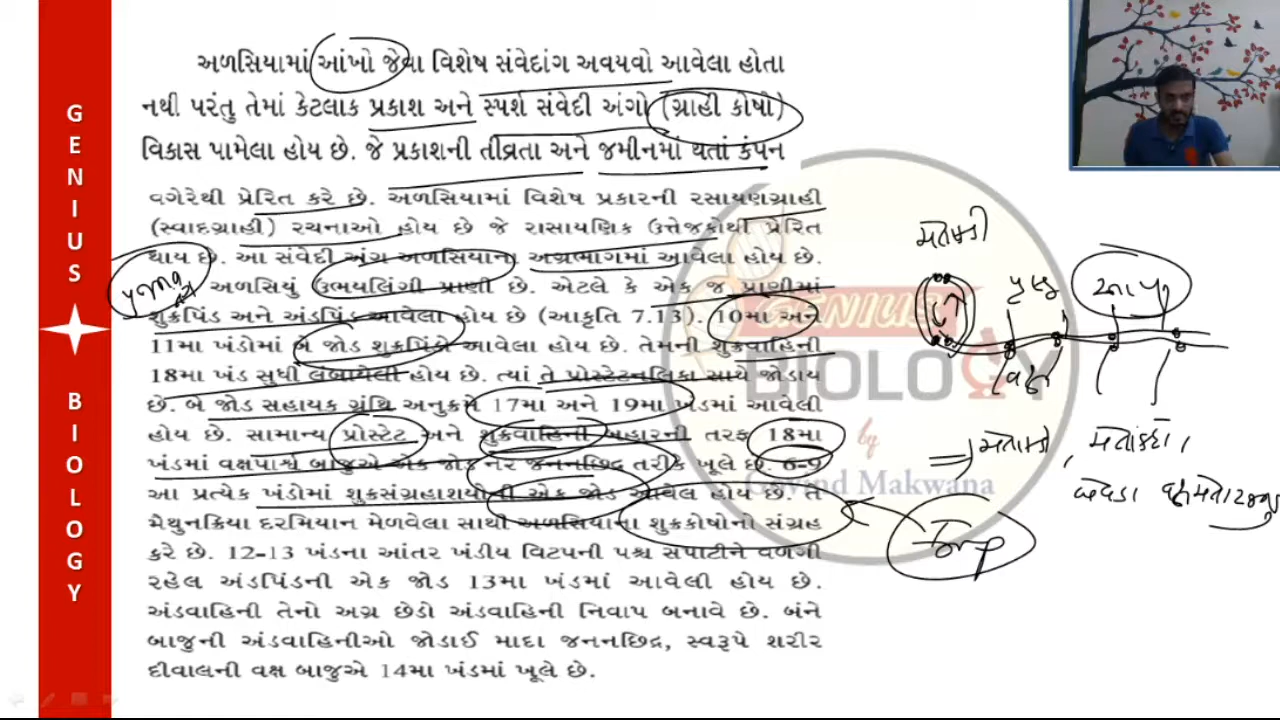 GENIUS BIOLOGY
અળસિયામાં આંખો જેવા વિશેષ સંવેદાંગ અવયવો આવેલા હોતા
નથી પરંતુ તેમાં કેટલાક પ્રકાશ અને સ્પર્શ સંવેદી અંગો (ગ્રાહી કોષો)
વિકાસ પામેલા હોય છે. જે પ્રકાશની તીવ્રતા અને જમીનમાં થતાં કંપન
વગેરેથી પ્રેરિત કરે છે. અળસિયામાં વિશેષ પ્રકારની રસાયણગ્રાહી
(સ્વાદગ્રાહી) રચનાઓ હોય છે જે રાસાયણિક ઉત્તેજકોથી પ્રેરિત
થાય છે. આ સંવેદી અંગ અળસિયાના અગ્રભાગમાં આવેલા હોય છે.
અળસિયું ઉભયલિંગી પ્રાણી છે. એટલે કે એક જ પ્રાણીમાં
શુક્રપિંડ અને અંડપિંડ આવેલા હોય છે (આકૃતિ 7.13). 10મા અને
11મા ખંડોમાં બે જોડ શુક્રપિંડો આવેલા હોય છે. તેમની શુક્રવાહિની
18મા ખંડ સુધી લંબાયેલી હોય છે. ત્યાં તે પ્રોસ્ટેટનલિકા સાથે જોડાય
છે. બે જોડ સહાયક ગ્રંથિ અનુક્રમે 17મા અને 19મા ખંડમાં આવેલી
હોય છે. સામાન્ય પ્રોસ્ટેટ અને શુક્રવાહિની બહારની તરફ 18મા
ખંડમાં વક્ષપાર્શ્વ બાજુએ એક જોડ નર જનનછિદ્ર તરીકે ખૂલે છે. 6-9
આ પ્રત્યેક ખંડોમાં શુક્રસંગ્રહાશયોની એક જોડ આવેલ હોય છે. તે
મૈથુનક્રિયા દરમિયાન મેળવેલા સાથી અળસિયાના શુક્રકોષોનો સંગ્રહ
કરે છે. 12-13 ખંડના આંતર ખંડીય વિટપની પશ્ચ સપાટીને વળગી
રહેલ અંડપિંડની એક જોડ 13મા ખંડમાં આવેલી હોય છે.
અંડવાહિની તેનો અગ્ર છેડો અંડવાહિની નિવાપ બનાવે છે. બંને
બાજુની અંડવાહિનીઓ જોડાઈ માદા જનનછિદ્ર, સ્વરૂપે શરીર
દીવાલની વક્ષ બાજુએ 14મા ખંડમાં ખૂલે છે.
GENIUS
BIOLOGY
by
Govind Makwana
Imp